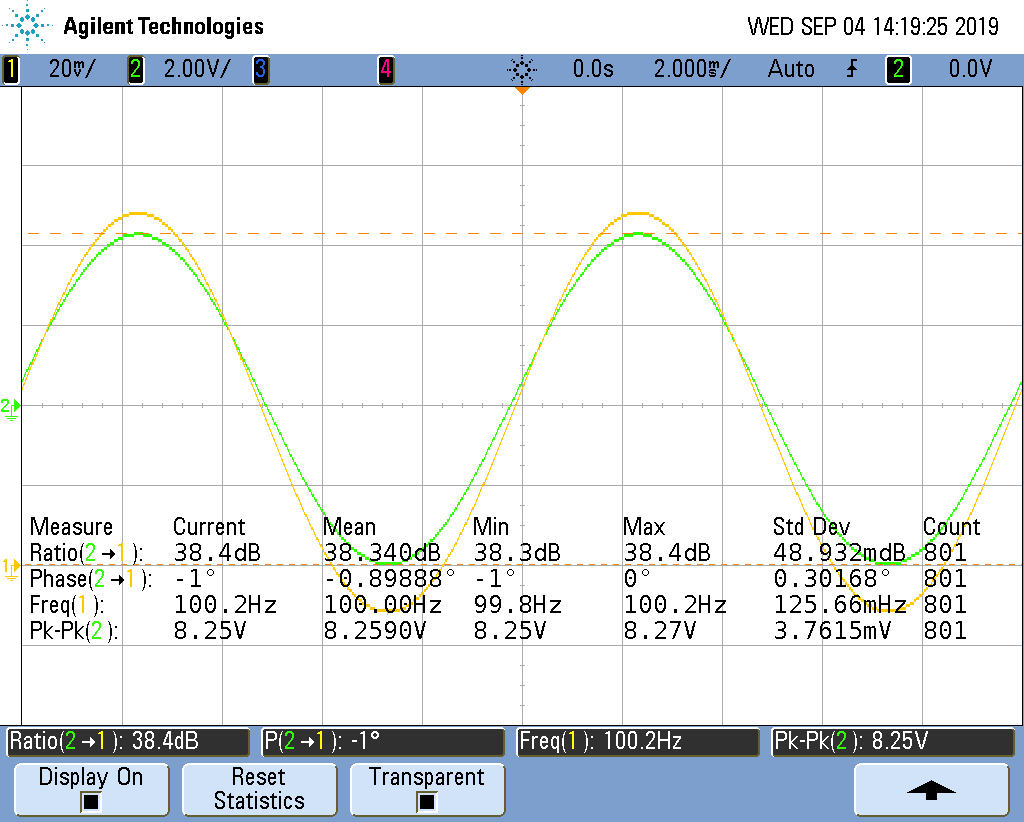 Agilent Technologies WED SEP 04 14:19:25 2019
1 20mV/ 2 2.00V/ 3 4 0.0s 2.000ms/ Auto 2 0.0V
2
1
Measure Current Mean Min Max Std Dev Count
Ratio(2→1): 38.4dB 38.340dB 38.3dB 38.4dB 48.932mdB 801
Phase(2→1): -1° -0.89888° -1° 0° 0.30168° 801
Freq(1): 100.2Hz 100.00Hz 99.8Hz 100.2Hz 125.66mHz 801
Pk-Pk(2): 8.25V 8.2590V 8.25V 8.27V 3.7615mV 801
Ratio(2→1): 38.4dB P(2→1): -1° Freq(1): 100.2Hz Pk-Pk(2): 8.25V
Display On Reset Statistics Transparent